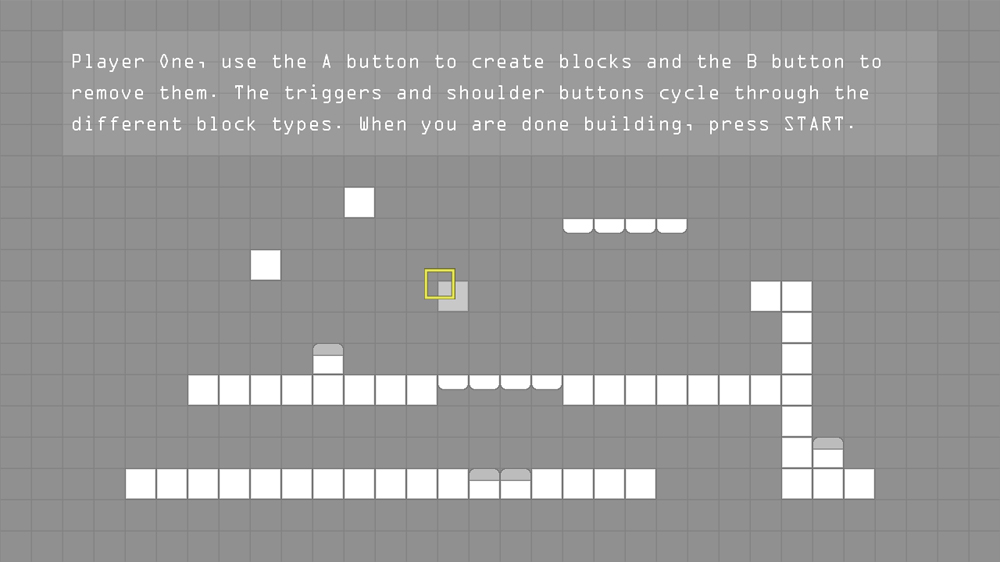 Player One, use the A button to create blocks and the B button to
remove them. The triggers and shoulder buttons cycle through the
different block types. When you are done building, press START.